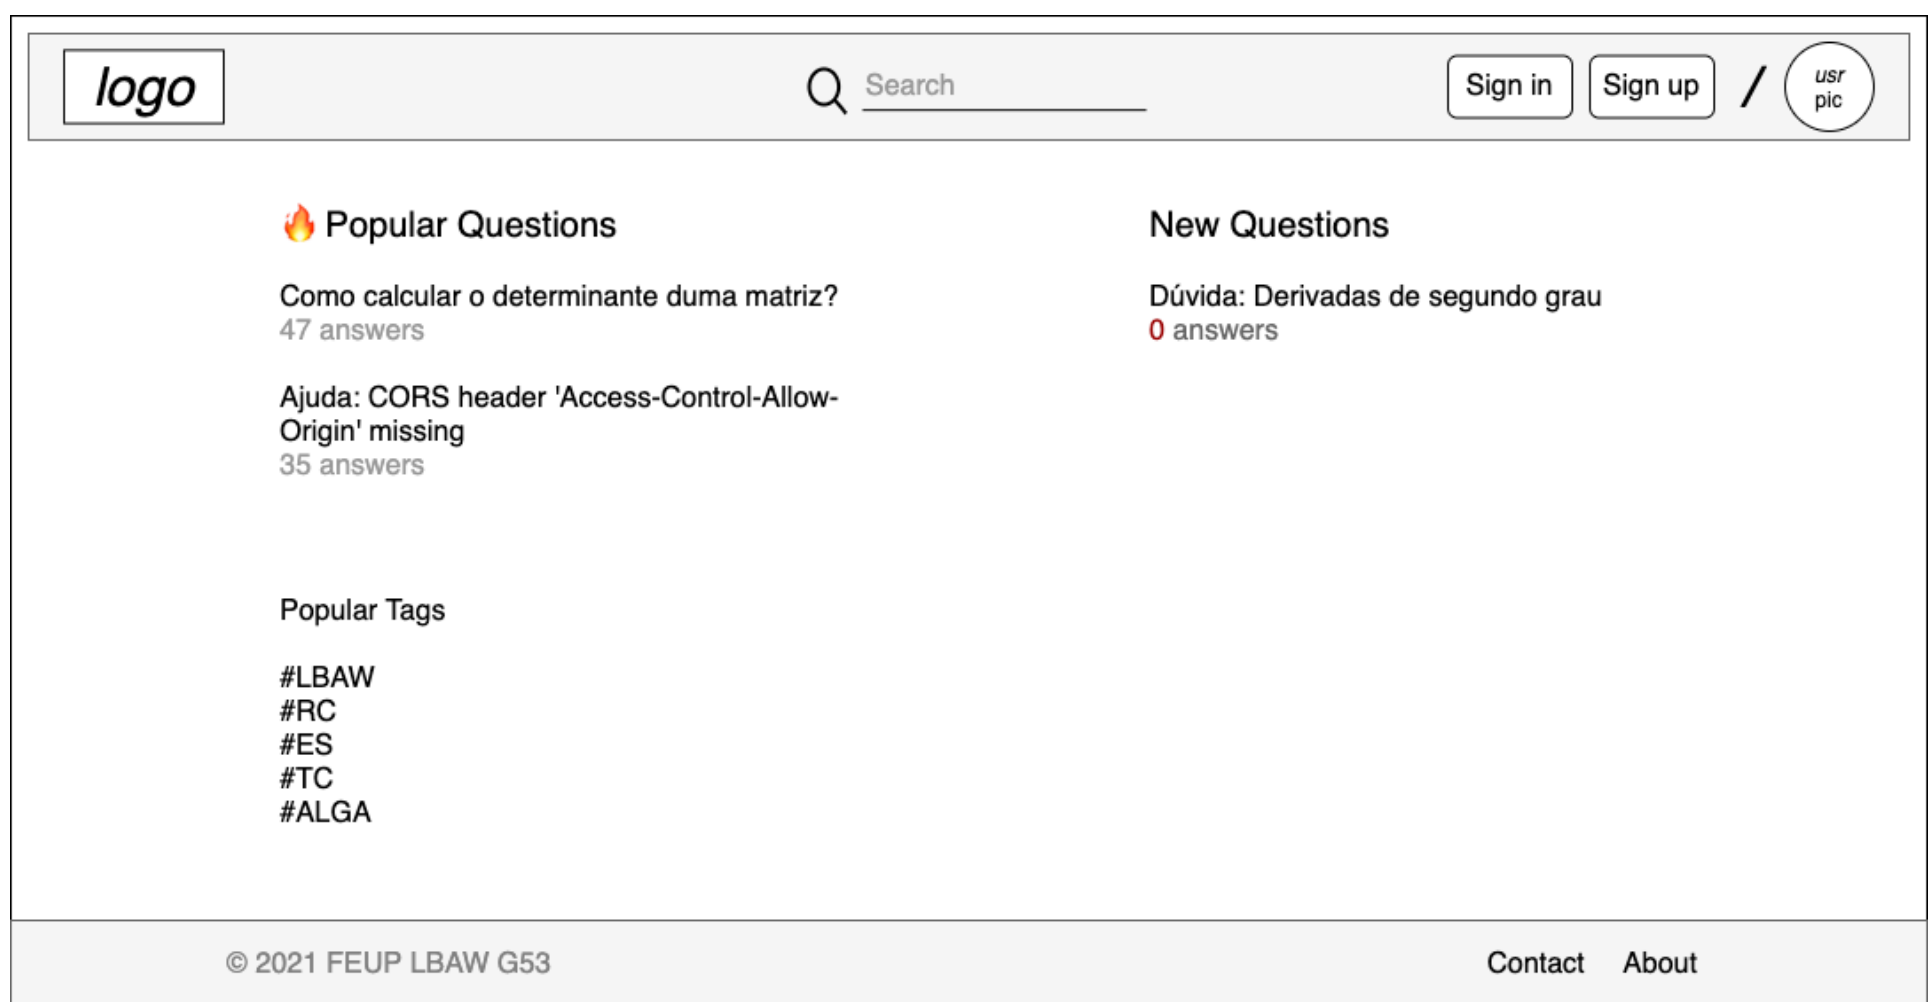 logo
Search
Sign in
Sign up
/
usr
pic
🔥 Popular Questions
Como calcular o determinante duma matriz?
47 answers
Ajuda: CORS header 'Access-Control-Allow-
Origin' missing
35 answers
New Questions
Dúvida: Derivadas de segundo grau
0 answers
Popular Tags
#LBAW
#RC
#ES
#TC
#ALGA
© 2021 FEUP LBAW G53
Contact
About